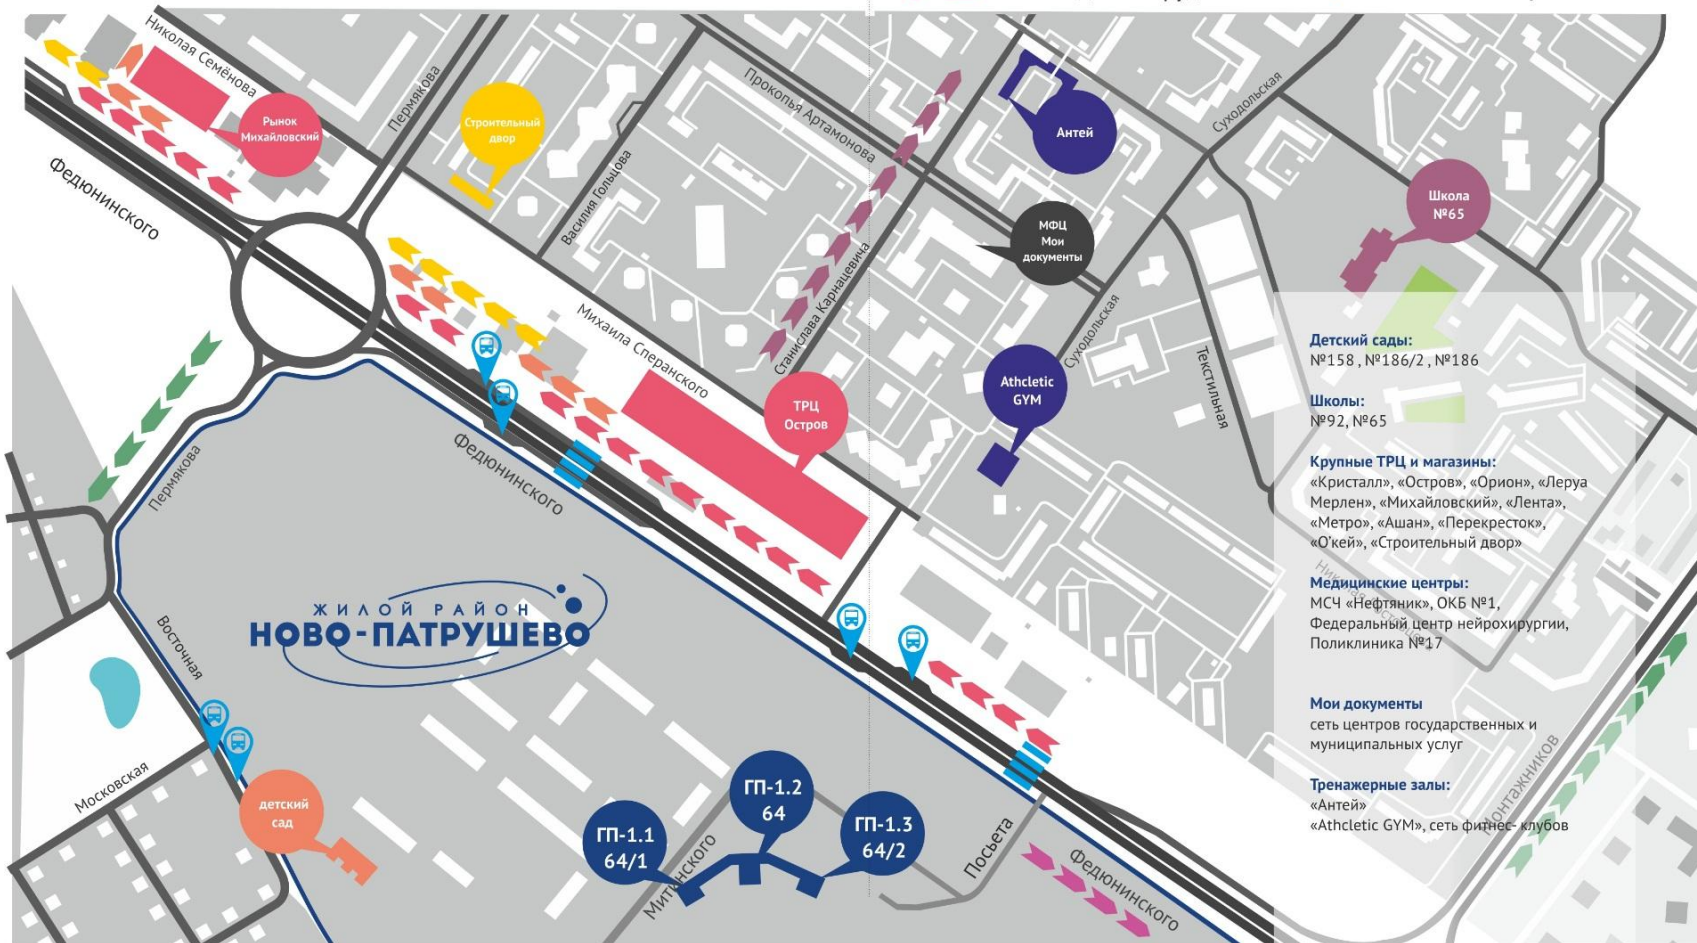 Николая Семёнова
Пермякова
Рынок
Михайловский
Строительный
двор
Василия Гольцова
Прокопья Артамонова
Антей
Суходольская
Школа
№65
МФЦ
Мои
документы
Федюнинского
Станислава Карнацевича
Михаила Сперанского
Суходольская
Текстильная
Athcletic
GYM
ТРЦ
Остров
Федюнинского
Пермякова
ЖИЛОЙ РАЙОН
НОВО-ПАТРУШЕВО
Восточная
Московская
детский
сад
ГП-1.1
64/1
ГП-1.2
64
ГП-1.3
64/2
Митинского
Посьета
Федюнинского
Монтажников
Детский сады:
№158 , №186/2 , №186
Школы:
№92, №65
Крупные ТРЦ и магазины:
«Кристалл», «Остров», «Орион», «Леруа
Мерлен», «Михайловский», «Лента»,
«Метро», «Ашан», «Перекресток»,
«О'кей», «Строительный двор»
Медицинские центры:
МСЧ «Нефтяник», ОКБ №1,
Федеральный центр нейрохирургии,
Поликлиника №17
Мои документы
сеть центров государственных и
муниципальных услуг
Тренажерные залы:
«Антей»
«Athcletic GYM», сеть фитнес- клубов